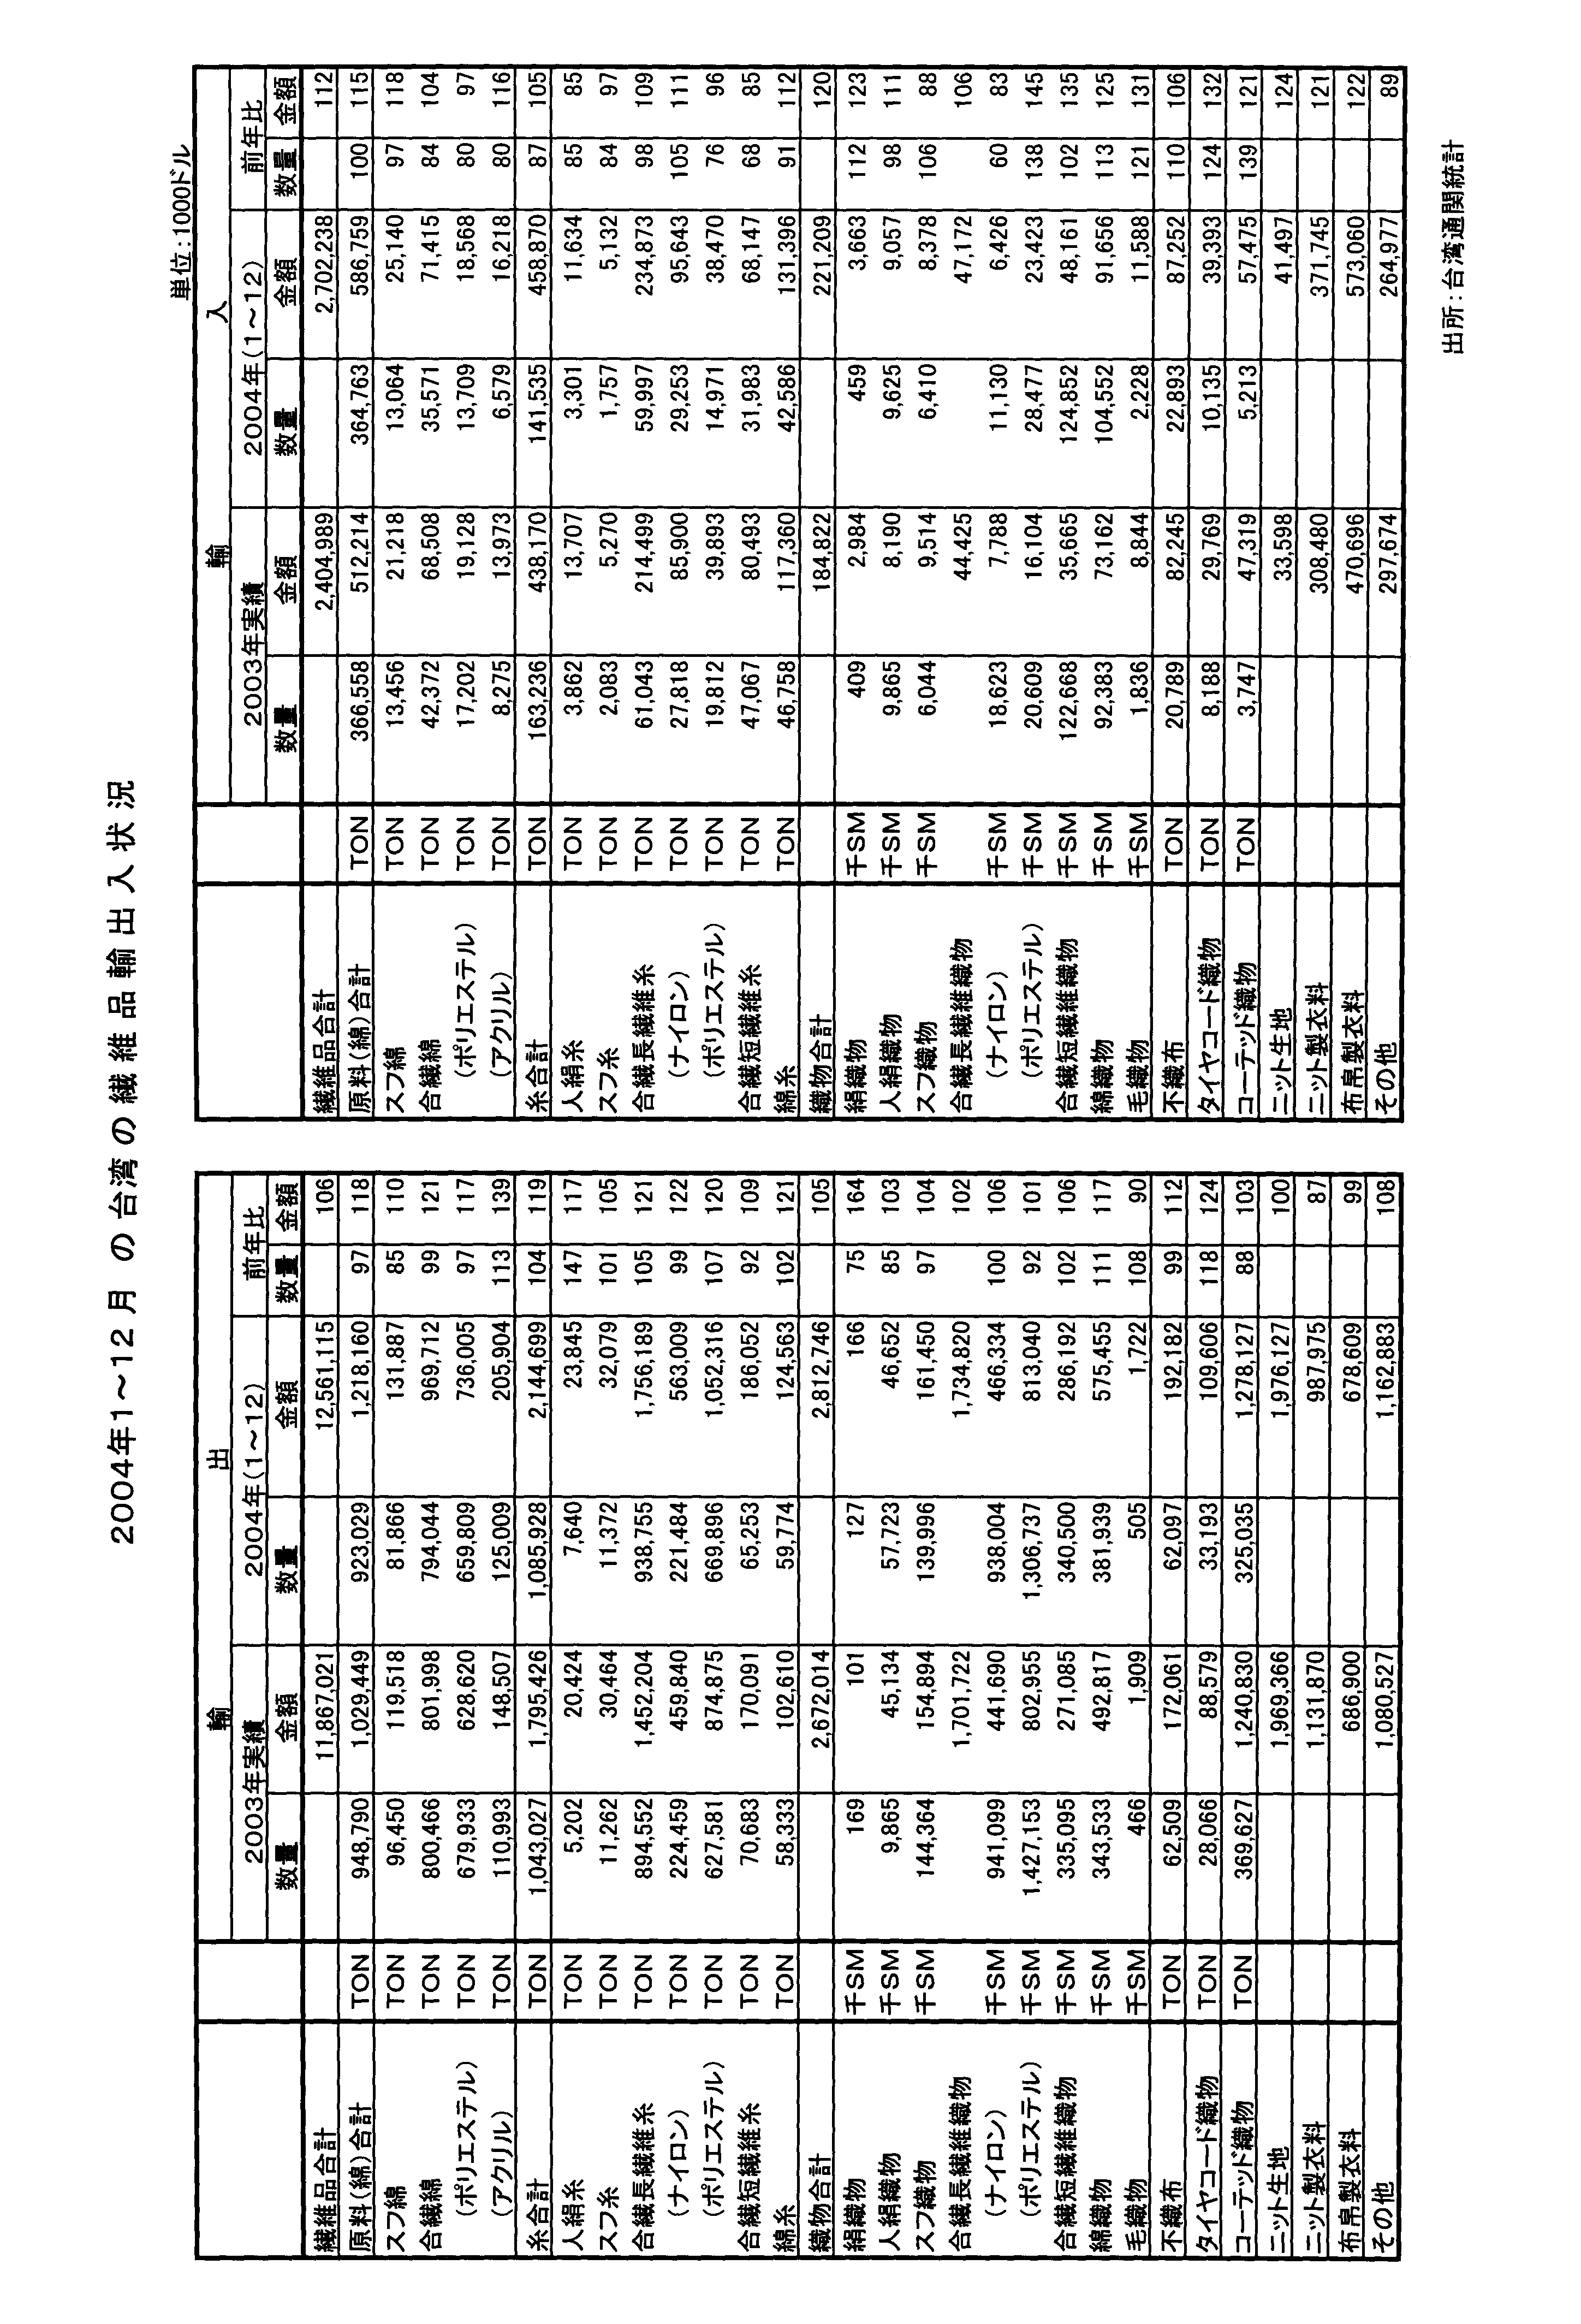 2004年1～12月 の台湾の繊維品輸出入状況
単位:1000ドル
輸 出
2003年実績 2004年(1～12) 前年比
数量 金額 数量 金額 数量 金額
繊維品合計 11,867,021 12,561,115 106
原料(綿)合計 TON 948,790 1,029,449 923,029 1,218,160 97 118
スフ綿 TON 96,450 119,518 81,866 131,887 85 110
合繊綿 TON 800,466 801,998 794,044 969,712 99 121
(ポリエステル) TON 679,933 628,620 659,809 736,005 97 117
(アクリル) TON 110,993 148,507 125,009 205,904 113 139
糸合計 TON 1,043,027 1,795,426 1,085,928 2,144,699 104 119
人絹糸 TON 5,202 20,424 7,640 23,845 147 117
スフ糸 TON 11,262 30,464 11,372 32,079 101 105
合繊長繊維糸 TON 894,552 1,452,204 938,755 1,756,189 105 121
(ナイロン) TON 224,459 459,840 221,484 563,009 99 122
(ポリエステル) TON 627,581 874,875 669,896 1,052,316 107 120
合繊短繊維糸 TON 70,683 170,091 65,253 186,052 92 109
綿糸 TON 58,333 102,610 59,774 124,563 102 121
織物合計 2,672,014 2,812,746 105
絹織物 千SM 169 101 127 166 75 164
人絹織物 千SM 9,865 45,134 57,723 46,652 85 103
スフ織物 千SM 144,364 154,894 139,996 161,450 97 104
合繊長繊維織物 1,701,722 1,734,820 102
(ナイロン) 千SM 941,099 441,690 938,004 466,334 100 106
(ポリエステル) 千SM 1,427,153 802,955 1,306,737 813,040 92 101
合繊短繊維織物 千SM 335,095 271,085 340,500 286,192 102 106
綿織物 千SM 343,533 492,817 381,939 575,455 111 117
毛織物 千SM 466 1,909 505 1,722 108 90
不織布 TON 62,509 172,061 62,097 192,182 99 112
タイヤコード織物 TON 28,066 88,579 33,193 109,606 118 124
コーテッド織物 TON 369,627 1,240,830 325,035 1,278,127 88 103
ニット生地 1,969,366 1,976,127 100
ニット製衣料 1,131,870 987,975 87
布帛製衣料 686,900 678,609 99
その他 1,080,527 1,162,883 108
輸 入
2003年実績 2004年(1～12) 前年比
数量 金額 数量 金額 数量 金額
繊維品合計 2,404,989 2,702,238 112
原料(綿)合計 TON 366,558 512,214 364,763 586,759 100 115
スフ綿 TON 13,456 21,218 13,064 25,140 97 118
合繊綿 TON 42,372 68,508 35,571 71,415 84 104
(ポリエステル) TON 17,202 19,128 13,709 18,568 80 97
(アクリル) TON 8,275 13,973 6,579 16,218 80 116
糸合計 TON 163,236 438,170 141,535 458,870 87 105
人絹糸 TON 3,862 13,707 3,301 11,634 85 85
スフ糸 TON 2,083 5,270 1,757 5,132 84 97
合繊長繊維糸 TON 61,043 214,499 59,997 234,873 98 109
(ナイロン) TON 27,818 85,900 29,253 95,643 105 111
(ポリエステル) TON 19,812 39,893 14,971 38,470 76 96
合繊短繊維糸 TON 47,067 80,493 31,983 68,147 68 85
綿糸 TON 46,758 117,360 42,586 131,396 91 112
織物合計 184,822 221,209 120
絹織物 千SM 409 2,984 459 3,663 112 123
人絹織物 千SM 9,865 8,190 9,625 9,057 98 111
スフ織物 千SM 6,044 9,514 6,410 8,378 106 88
合繊長繊維織物 44,425 47,172 106
(ナイロン) 千SM 18,623 7,788 11,130 6,426 60 83
(ポリエステル) 千SM 20,609 16,104 28,477 23,423 138 145
合繊短繊維織物 千SM 122,668 35,665 124,852 48,161 102 135
綿織物 千SM 92,383 73,162 104,552 91,656 113 125
毛織物 千SM 1,836 8,844 2,228 11,588 121 131
不織布 TON 20,789 82,245 22,893 87,252 110 106
タイヤコード織物 TON 8,188 29,769 10,135 39,393 124 132
コーテッド織物 TON 3,747 47,319 5,213 57,475 139 121
ニット生地 33,598 41,497 124
ニット製衣料 308,480 371,745 121
布帛製衣料 470,696 573,060 122
その他 297,674 264,977 89
出所:台湾通関統計